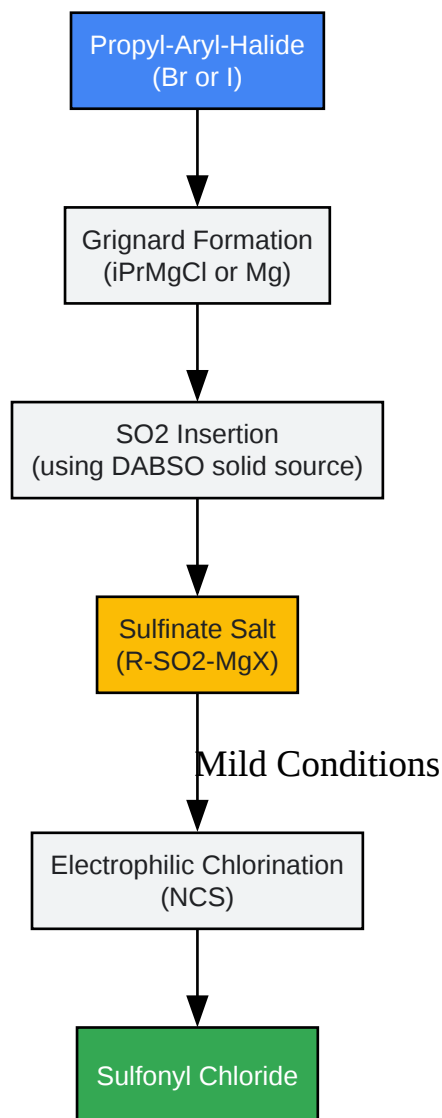 Propyl-Aryl-Halide
(Br or I)
Grignard Formation
(iPrMgCl or Mg)
SO2 Insertion
(using DABSO solid source)
Sulfinate Salt
(R-SO2-MgX)
Mild Conditions
Electrophilic Chlorination
(NCS)
Sulfonyl Chloride